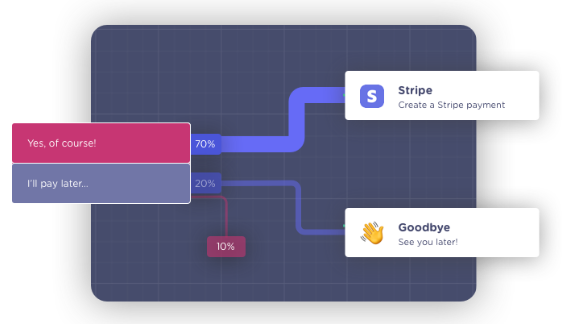 Yes, of course!
70%
I'll pay later...
20%
10%
S
Stripe
Create a Stripe payment
Goodbye
See you later!